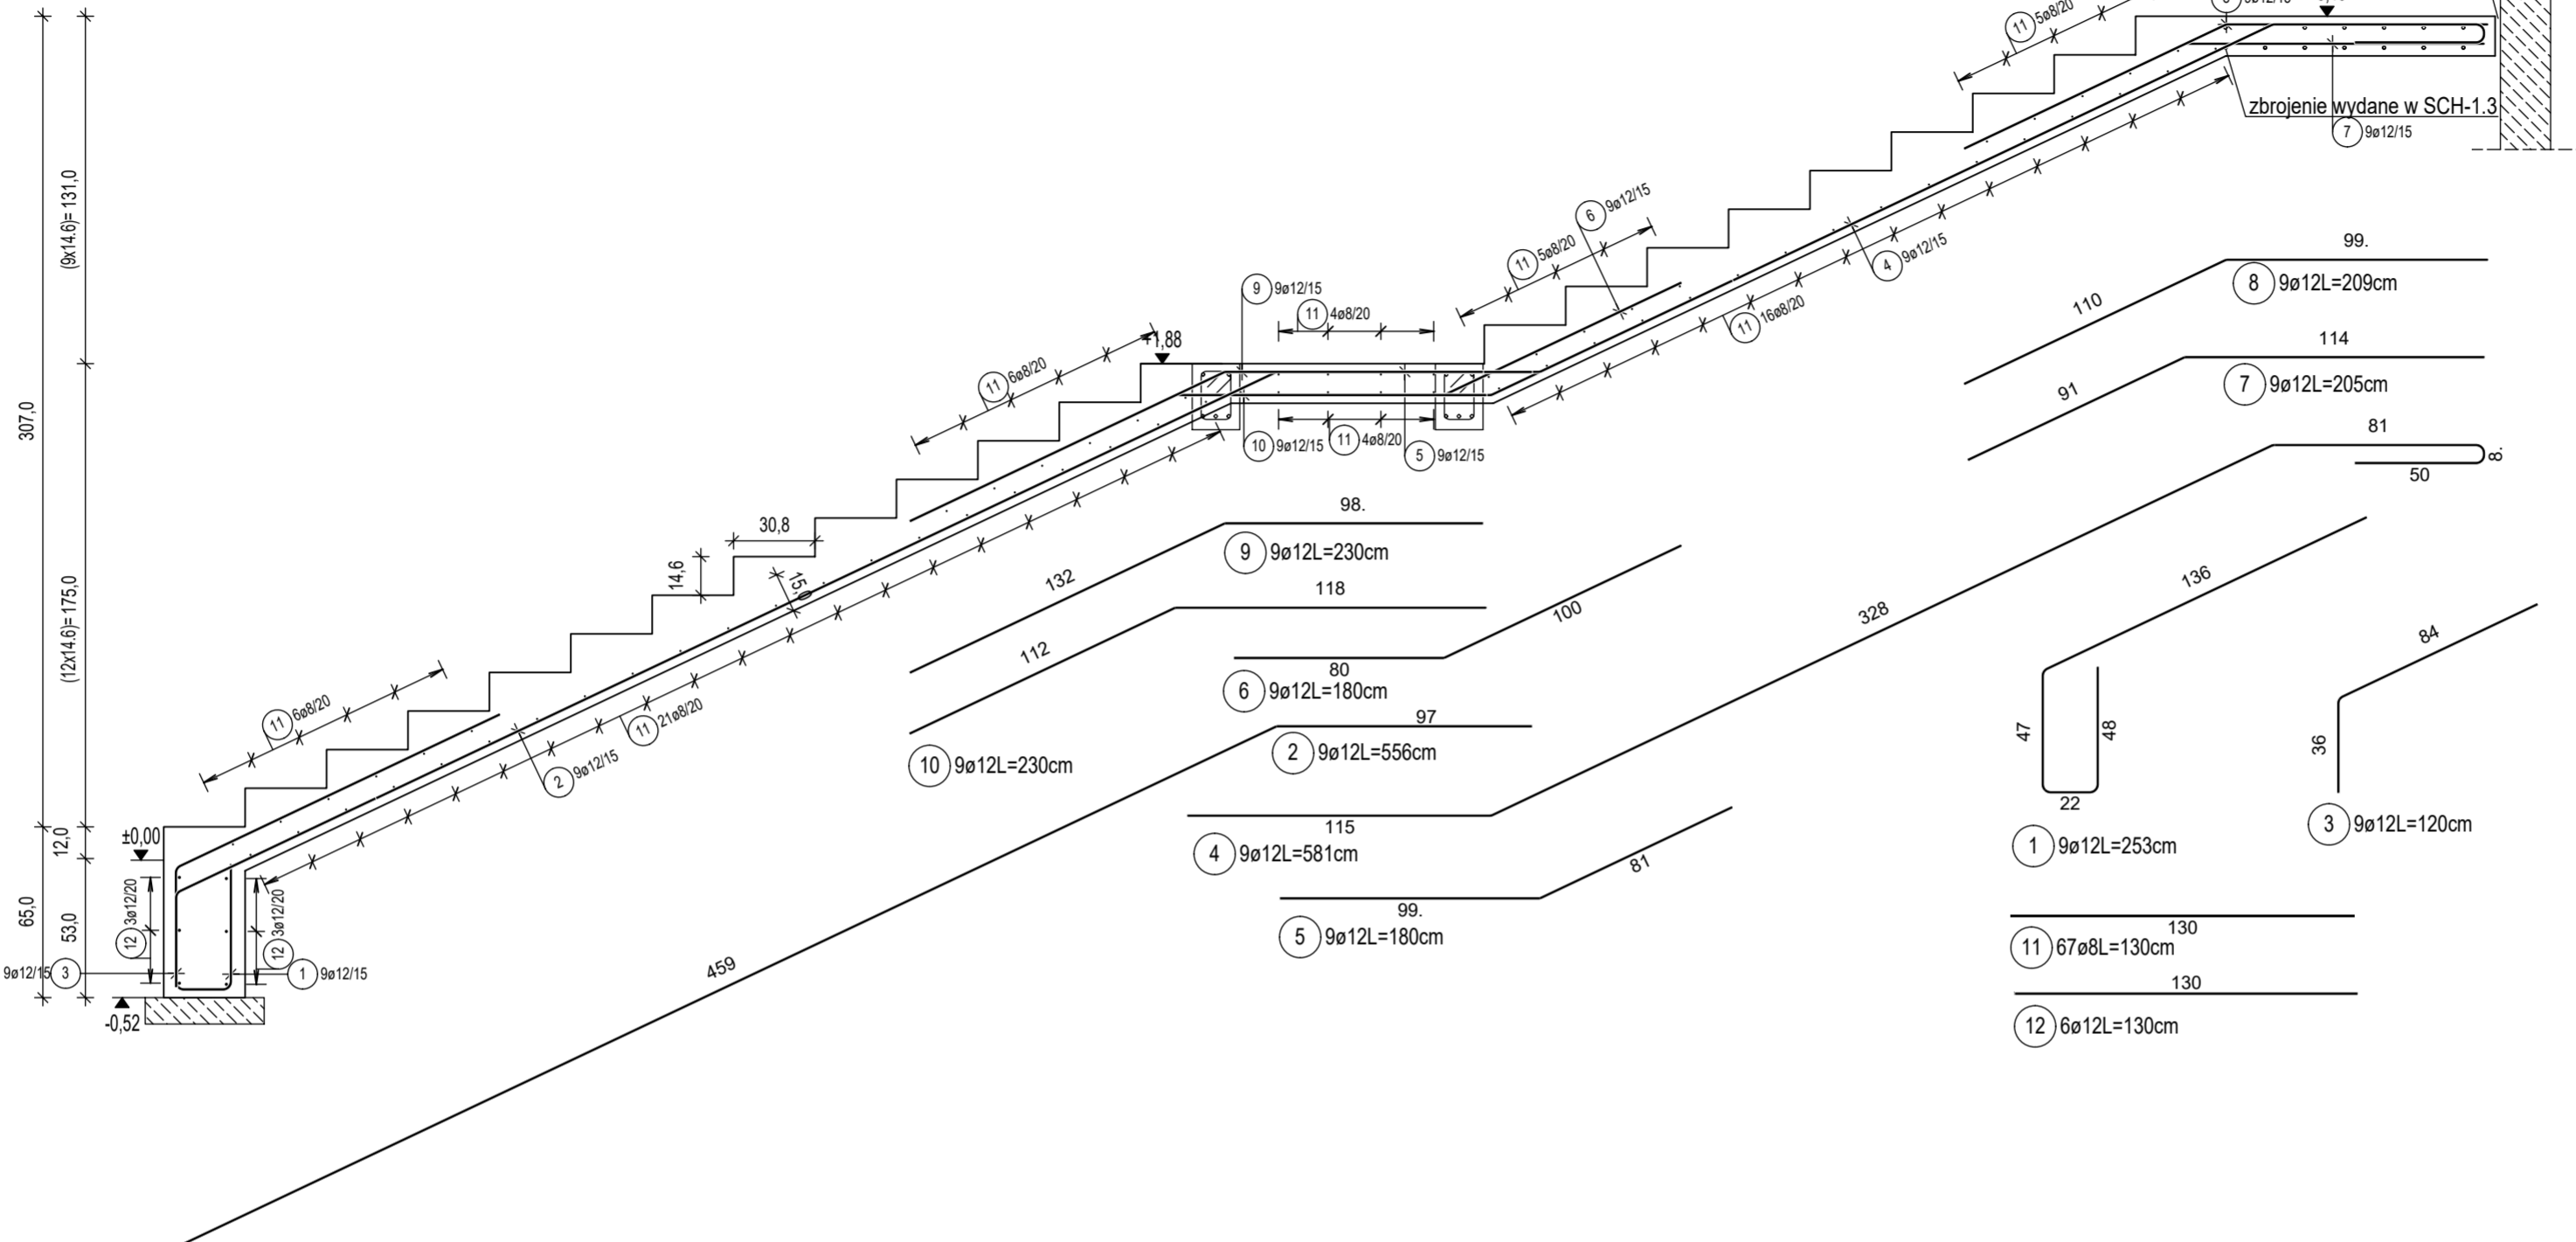 11 5ø8/20
zbrojenie wydane w SCH-1.3
7 9ø12/15
(9x14.6)= 131,0
307,0
6 9ø12/15
11 5ø8/20
4 9ø12/15
11 16ø8/20
9 9ø12/15
11 4ø8/20
+1,88
11 6ø8/20
10 9ø12/15
11 4ø8/20
5 9ø12/15
99.
110
8 9ø12L=209cm
114
91
7 9ø12L=205cm
81
8.
50
30,8
14,6
15,0
98.
9 9ø12L=230cm
132
118
112
10 9ø12L=230cm
100
80
6 9ø12L=180cm
97
2 9ø12L=556cm
459
328
115
4 9ø12L=581cm
81
99.
5 9ø12L=180cm
136
47
48
22
1 9ø12L=253cm
84
36
3 9ø12L=120cm
130
11 67ø8L=130cm
130
12 6ø12L=130cm
(12x14.6)= 175,0
11 6ø8/20
11 21ø8/20
2 9ø12/15
±0,00
12,0
65,0
53,0
12 3ø12/20
12 3ø12/20
9ø12/15 3
1 9ø12/15
-0,52